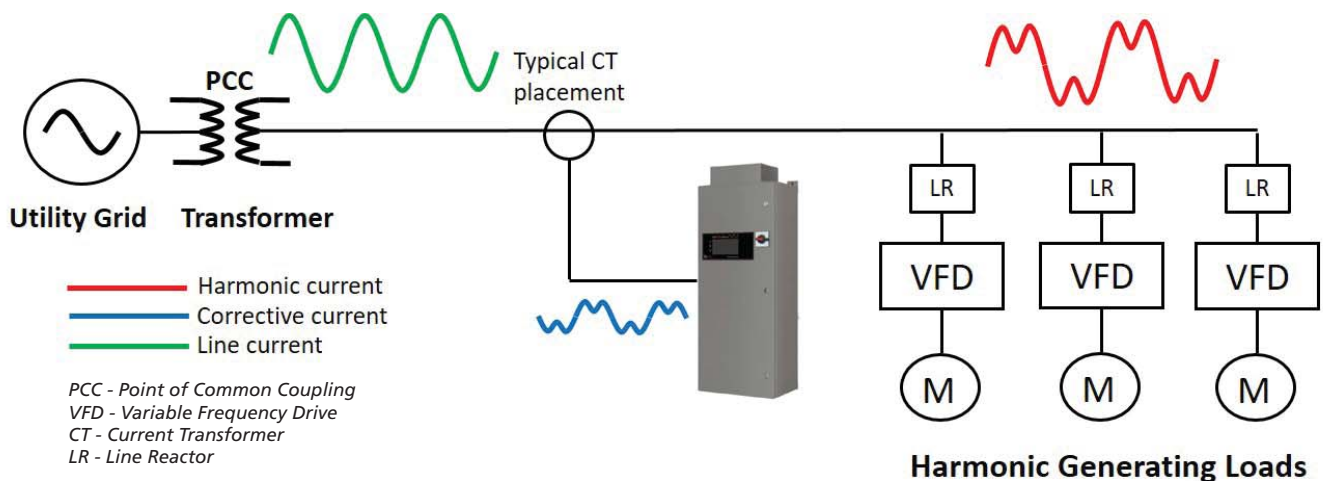 PCC
Typical CT
placement
Utility Grid
Transformer
LR
LR
LR
VFD
VFD
VFD
M
M
M
Harmonic current
Corrective current
Line current
PCC - Point of Common Coupling
VFD - Variable Frequency Drive
CT - Current Transformer
LR - Line Reactor
Harmonic Generating Loads